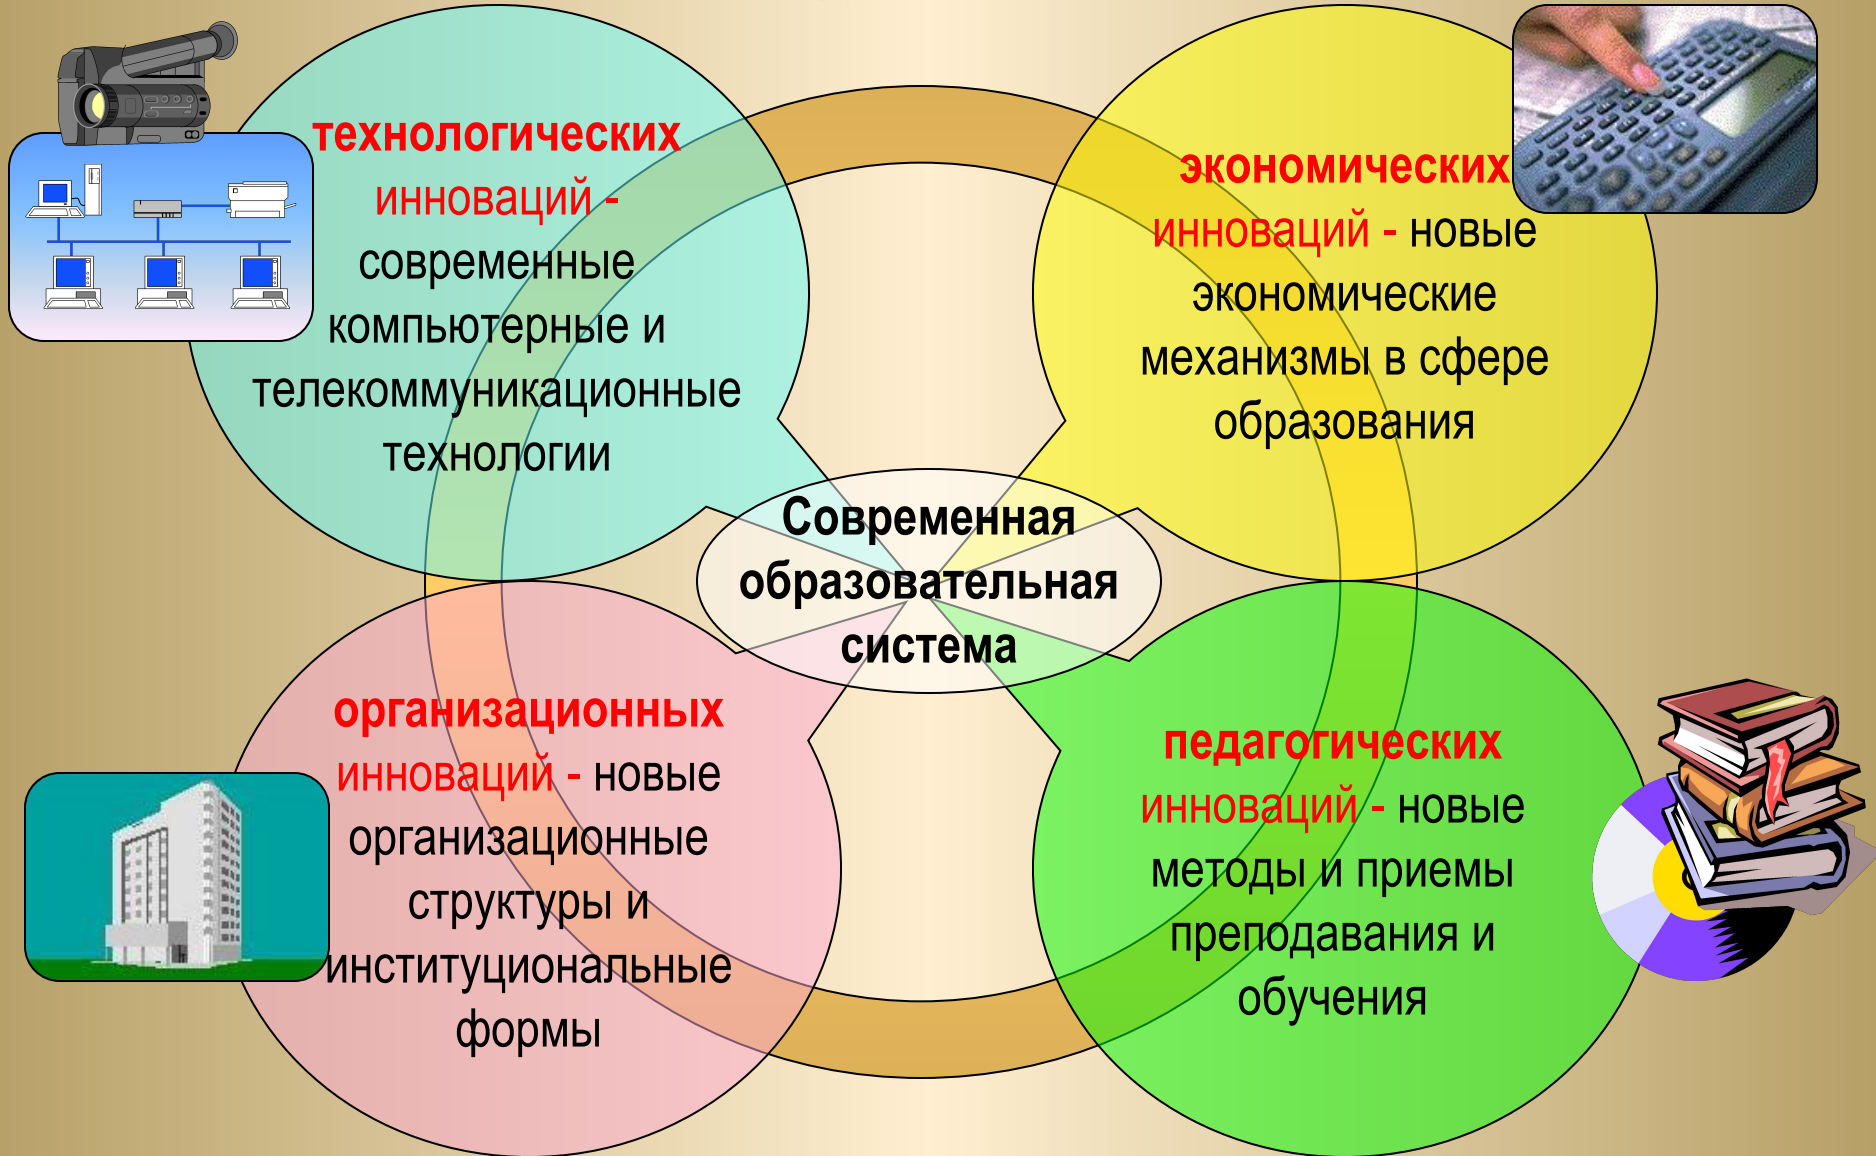 технологических
инноваций -
современные
компьютерные и
телекоммуникационные
технологии
экономических
инноваций - новые
экономические
механизмы в сфере
образования
Современная
образовательная
система
организационных
инноваций - новые
организационные
структуры и
институциональные
формы
педагогических
инноваций - новые
методы и приемы
преподавания и
обучения